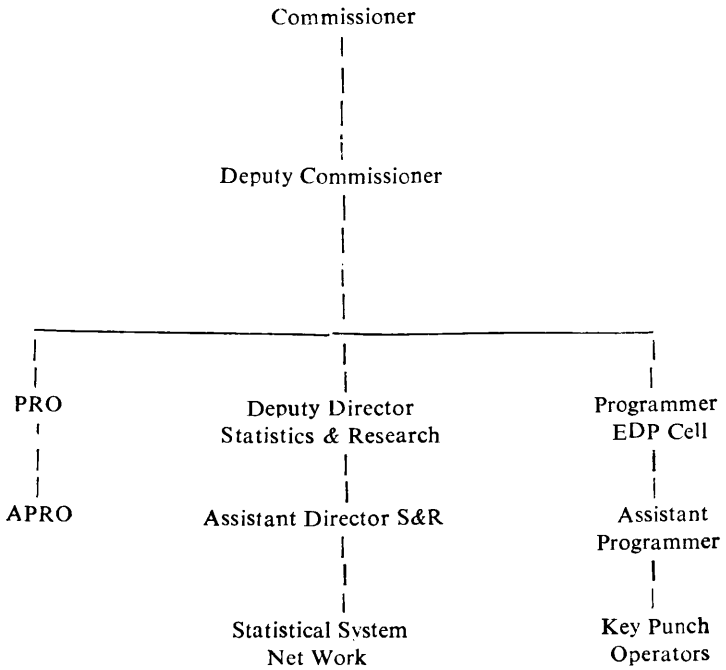 Commissioner
Deputy Commissioner
PRO
Deputy Director
Statistics & Research
Programmer
EDP Cell
APRO
Assistant Director S&R
Assistant
Programmer
Statistical System
Net Work
Key Punch
Operators